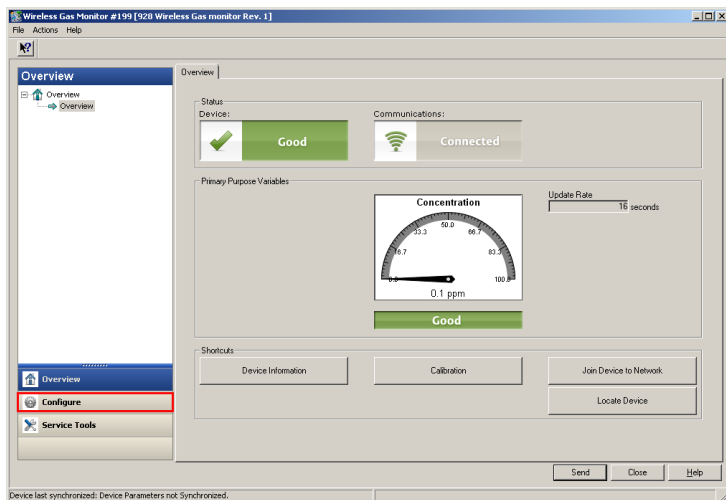 Wireless Gas Monitor #199 [928 Wireless Gas monitor Rev. 1]
File Actions Help
Overview
Overview
Overview
Overview
Configure
Service Tools
Overview
Status
Device:
Good
Communications:
Connected
Primary Purpose Variables
Concentration
0.0
16.7
33.3
50.0
66.7
83.3
100.0
0.1 ppm
Good
Update Rate
16 seconds
Shortcuts
Device Information
Calibration
Join Device to Network
Locate Device
Send
Close
Help
Device last synchronized: Device Parameters not Synchronized.